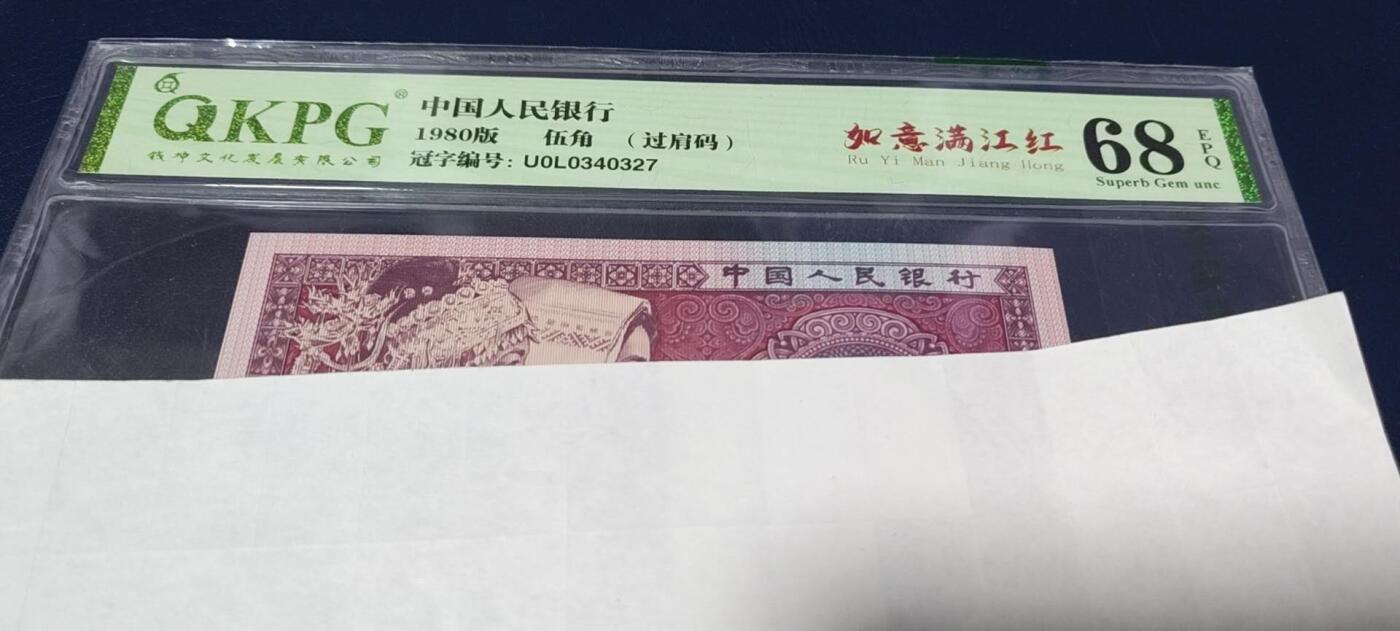 QKPG®
钱坤文化发展有限公司
中国人民银行
1980版 伍角 （过肩码）
冠字编号: U0L0340327
如意满江红
Ru Yi Man Jiang Hong
68
EPQ
Superb Gem unc
中国人民银行